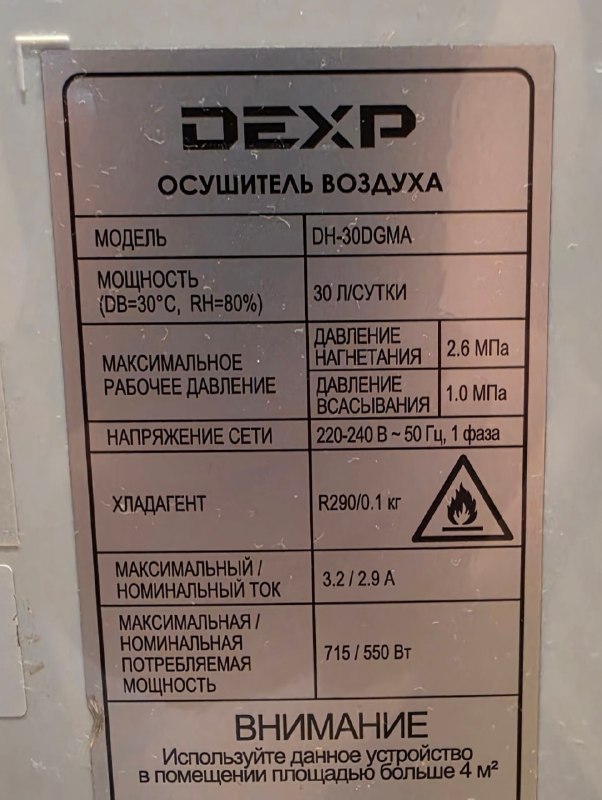 DEXP
ОСУШИТЕЛЬ ВОЗДУХА
МОДЕЛЬ DH-30DGMA
МОЩНОСТЬ
(DB=30°C, RH=80%) 30 Л/СУТКИ
МАКСИМАЛЬНОЕ
РАБОЧЕЕ ДАВЛЕНИЕ
ДАВЛЕНИЕ
НАГНЕТАНИЯ 2.6 МПа
ДАВЛЕНИЕ
ВСАСЫВАНИЯ 1.0 МПа
НАПРЯЖЕНИЕ СЕТИ 220-240 В ~ 50 Гц, 1 фаза
ХЛАДАГЕНТ R290/0.1 кг
МАКСИМАЛЬНЫЙ /
НОМИНАЛЬНЫЙ ТОК 3.2 / 2.9 А
МАКСИМАЛЬНАЯ /
НОМИНАЛЬНАЯ
ПОТРЕБЛЯЕМАЯ
МОЩНОСТЬ 715 / 550 Вт
ВНИМАНИЕ
Используйте данное устройство
в помещении площадью больше 4 м²